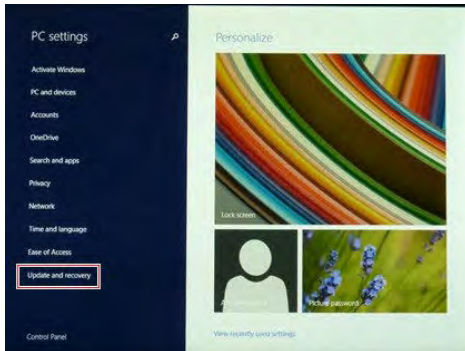 PC settings
Activate Windows
PC and devices
Accounts
OneDrive
Search and apps
Privacy
Network
Time and language
Ease of Access
Update and recovery
Control Panel
Personalize
Lock screen
Picture password
View recently used settings